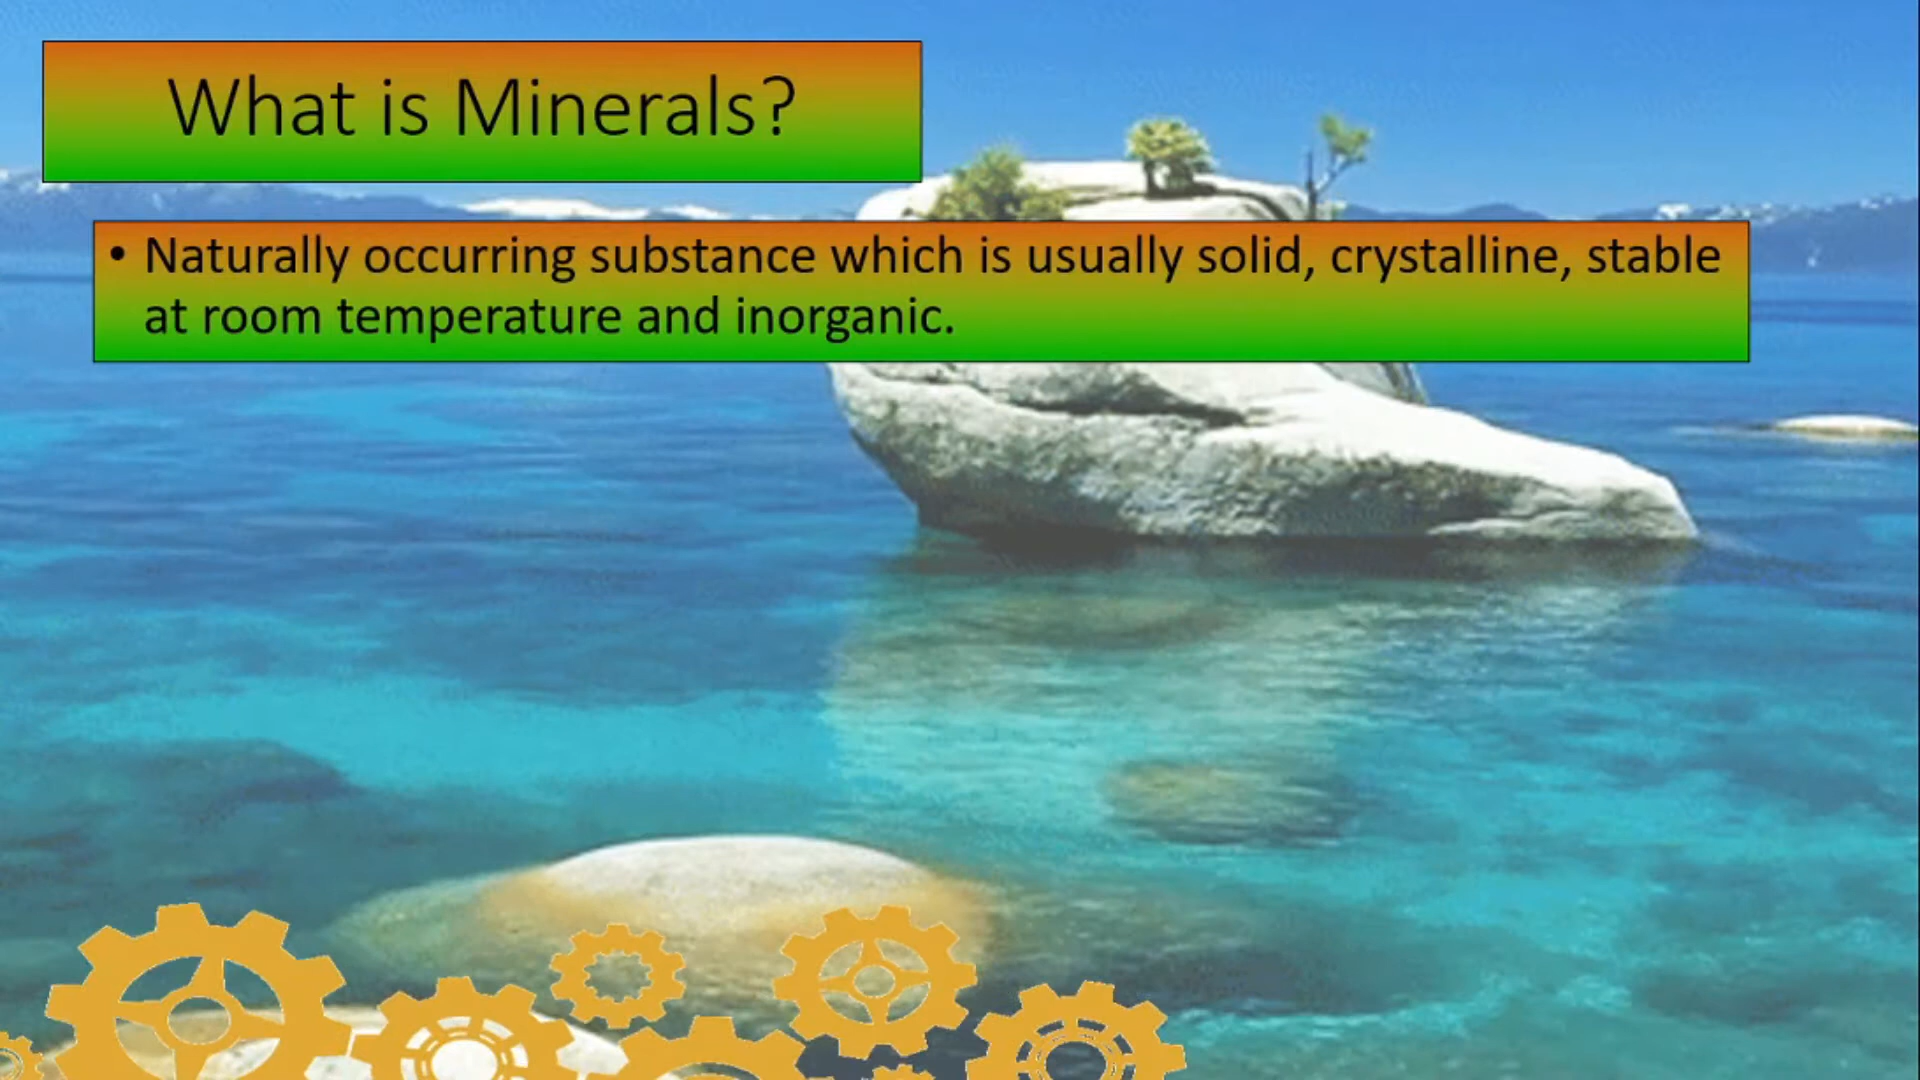 What is Minerals?
• Naturally occurring substance which is usually solid, crystalline, stable
at room temperature and inorganic.